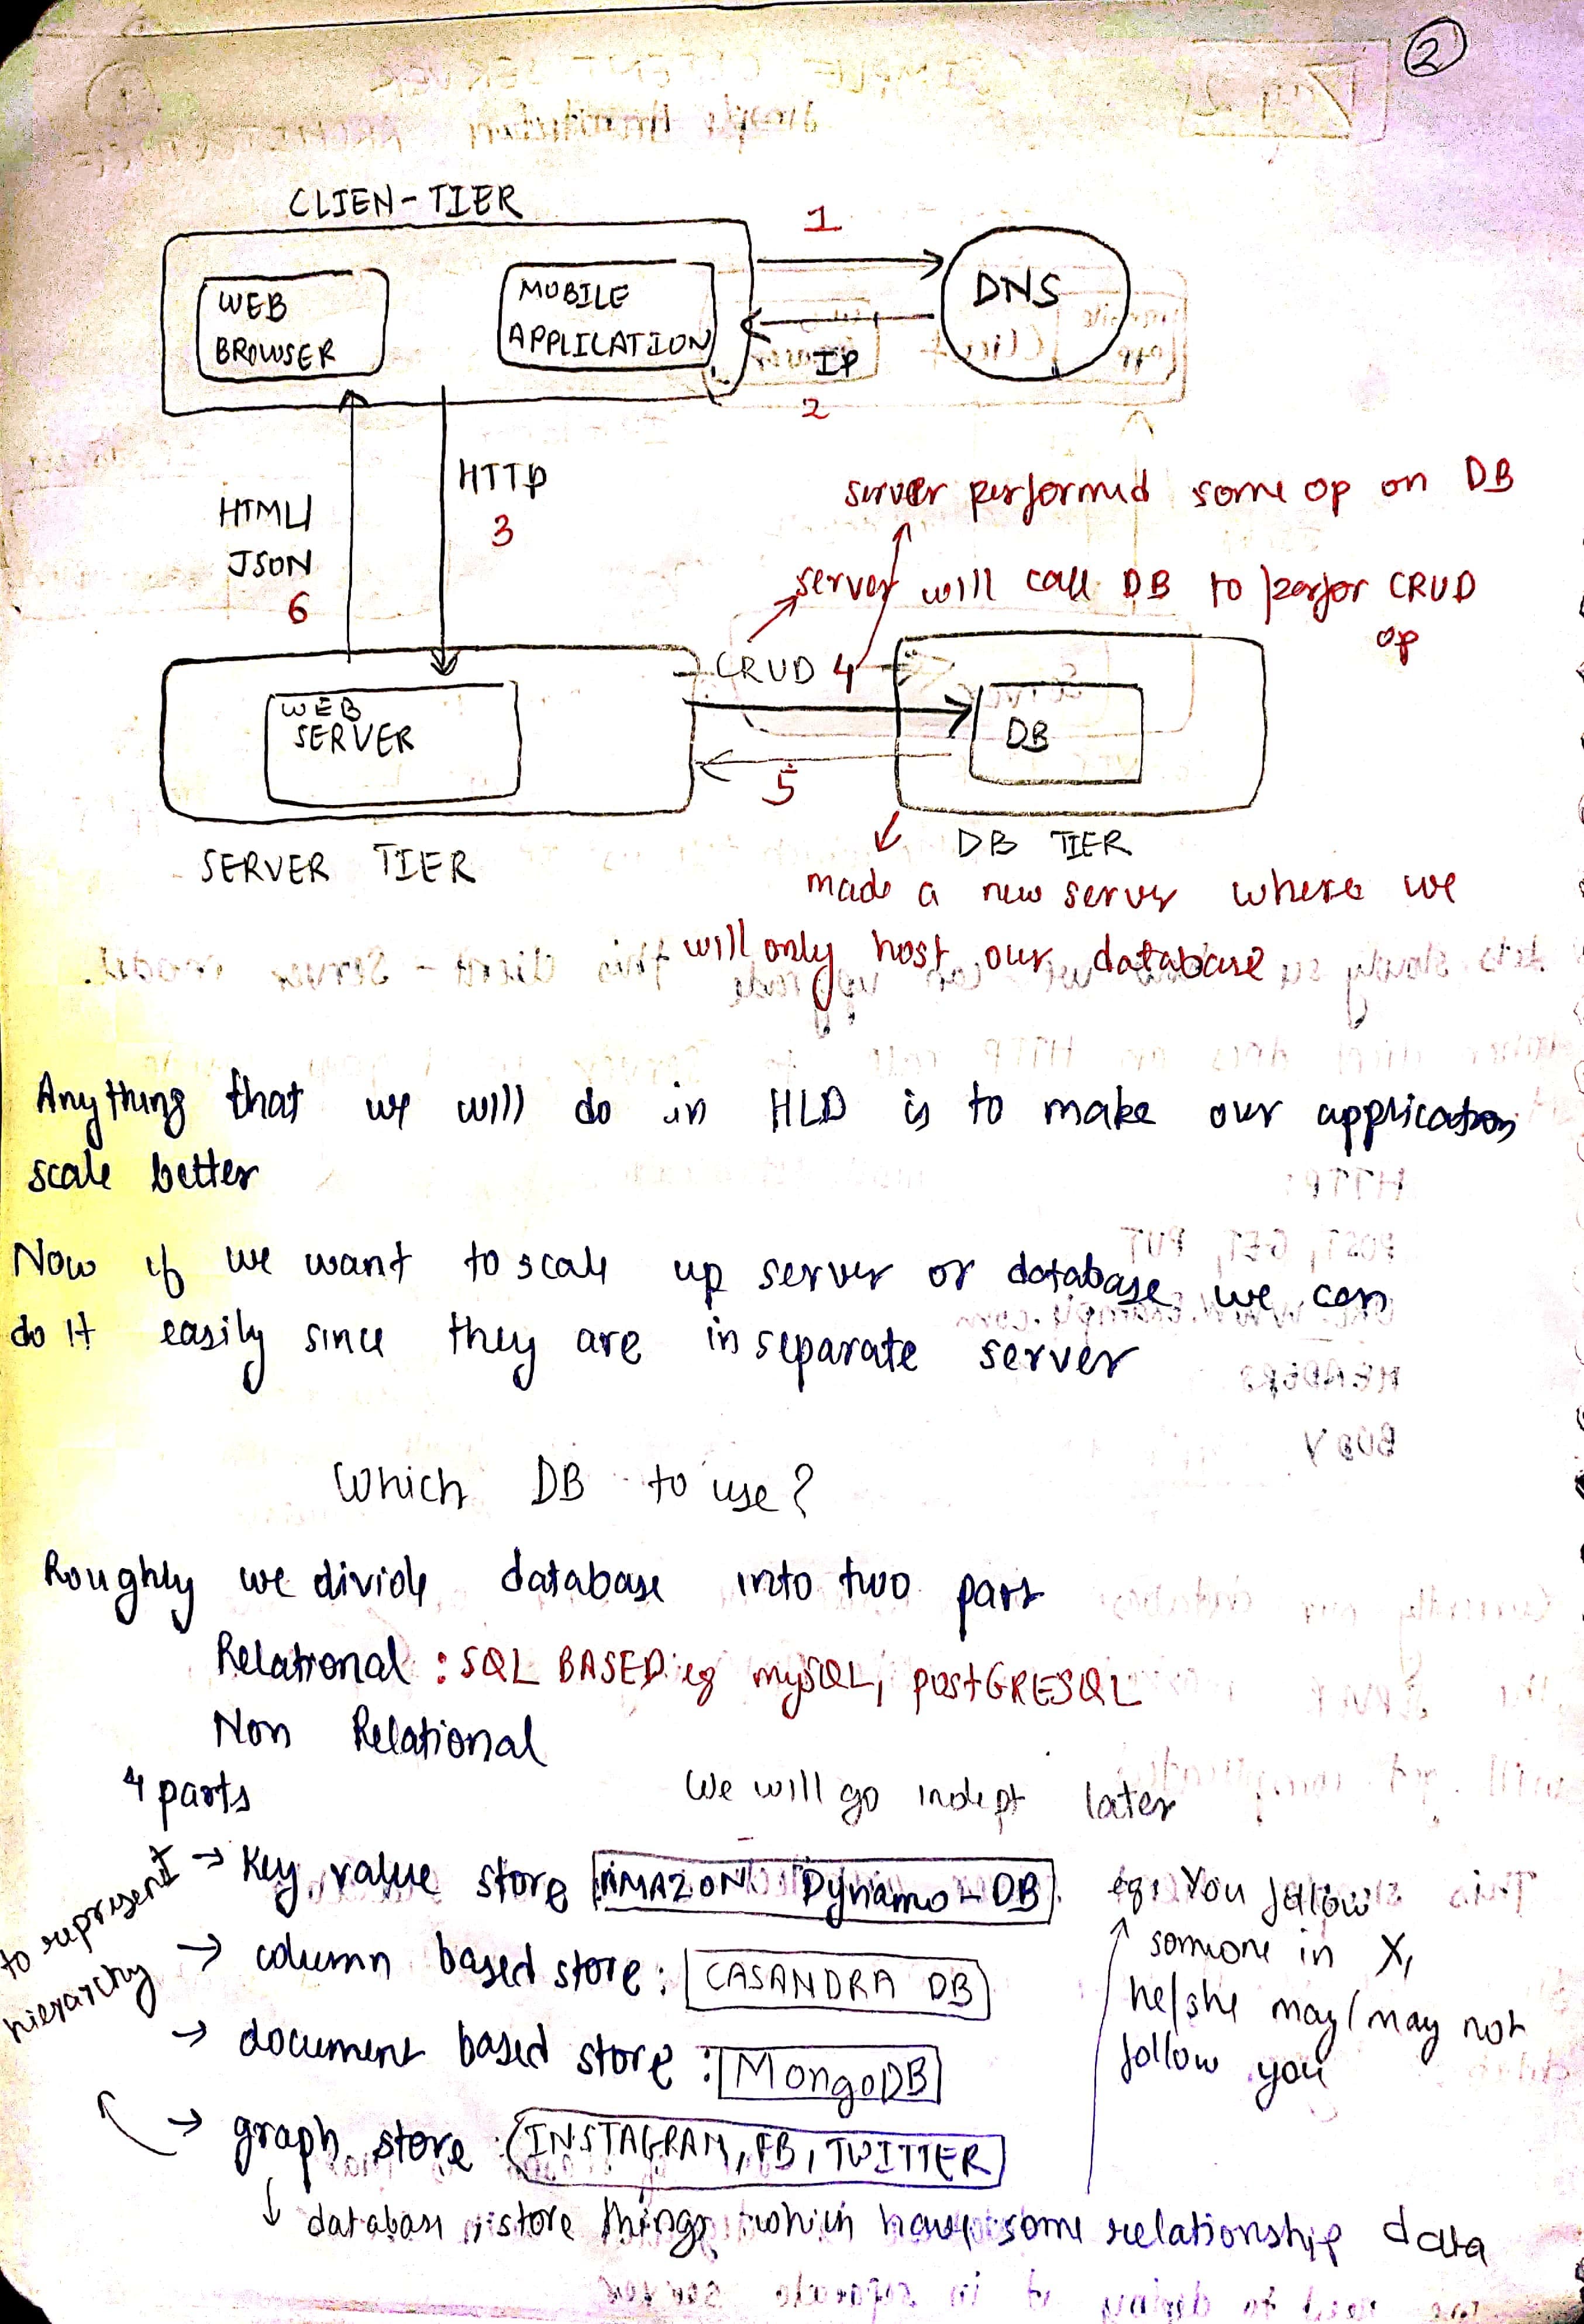 2
CLIEN-TIER
1
WEB
BROWSER
MOBILE
APPLICATION
DNS
IP
2
HTTP
3
HTML/
JSON
6
server performed some op on DB
server will call DB to perfor CRUD
op
CRUD 4
WEB
SERVER
DB
5
SERVER TIER
DB TIER
made a new server where we
will only host our database
Anything that we will do in HLD is to make our application
scale better
Now if we want to scale up server or database we can
do it easily since they are in separate server
Which DB to use?
Roughly we divide database into two part
Relational : SQL BASED eg mySQL, postGRESQL
Non Relational
4 parts
We will go indept later
→ Key value store AMAZON Dynamo-DB
→ column based store: CASANDRA DB
→ document based store: MongoDB
→ graph store: INSTAGRAM, FB, TWITTER
to represent
hierarchy
eg, You follow
someone in X,
he/she may/may not
follow you
↓ database store things which have some relationship data